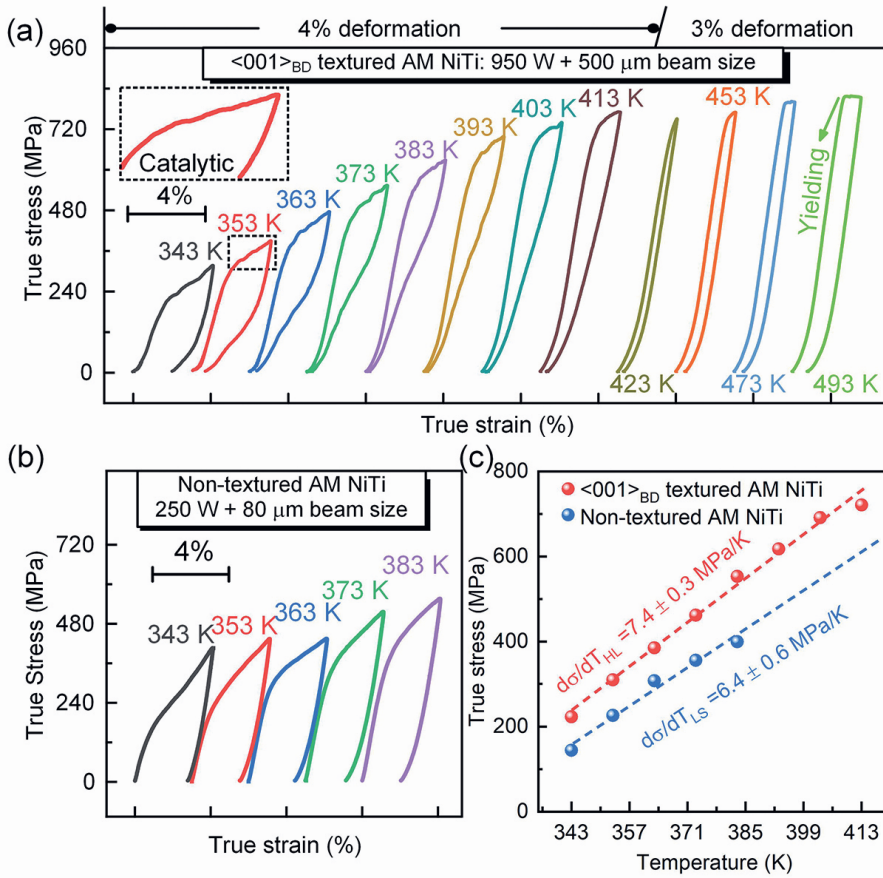 (a)
4% deformation
3% deformation
<001>BD textured AM NiTi: 950 W + 500 μm beam size
960
720
480
240
0
True stress (MPa)
Catalytic
4%
343 K
353 K
363 K
373 K
383 K
393 K
403 K
413 K
423 K
453 K
473 K
493 K
Yielding
True strain (%)
(b)
Non-textured AM NiTi
250 W + 80 μm beam size
720
480
240
0
True Stress (MPa)
4%
343 K
353 K
363 K
373 K
383 K
True strain (%)
(c)
800
600
400
200
0
True stress (MPa)
<001>BD textured AM NiTi
Non-textured AM NiTi
dσ/dTHL =7.4 ± 0.3 MPa/K
dσ/dTLS =6.4 ± 0.6 MPa/K
343 357 371 385 399 413
Temperature (K)